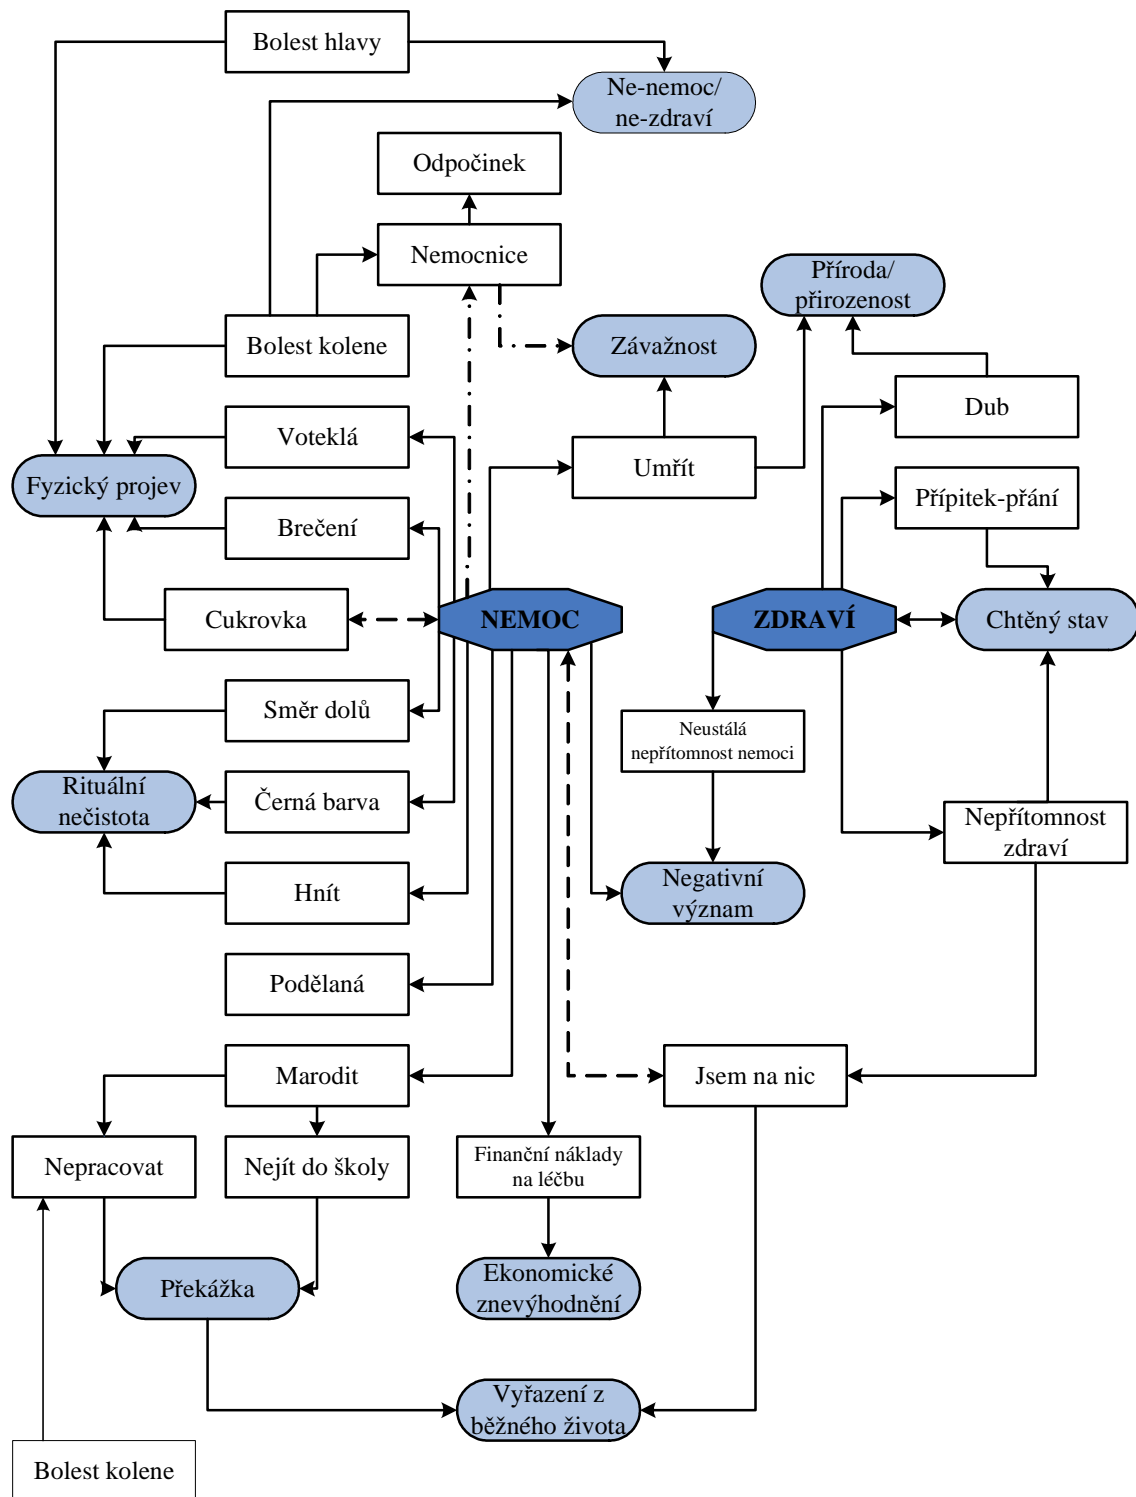 Bolest hlavy
Ne-nemoc/
ne-zdraví
Odpočinek
Nemocnice
Příroda/
přirozenost
Bolest kolene
Závažnost
Dub
Voteklá
Umřít
Fyzický projev
Přípitek-přání
Brečení
Cukrovka
NEMOC
ZDRAVÍ
Chtěný stav
Směr dolů
Neustálá
nepřítomnost nemoci
Rituální
nečistota
Černá barva
Nepřítomnost
zdraví
Hnít
Negativní
význam
Podělaná
Marodit
Jsem na nic
Nepracovat
Nejít do školy
Finanční náklady
na léčbu
Překážka
Ekonomické
znevýhodnění
Vyřazení z
běžného života
Bolest kolene